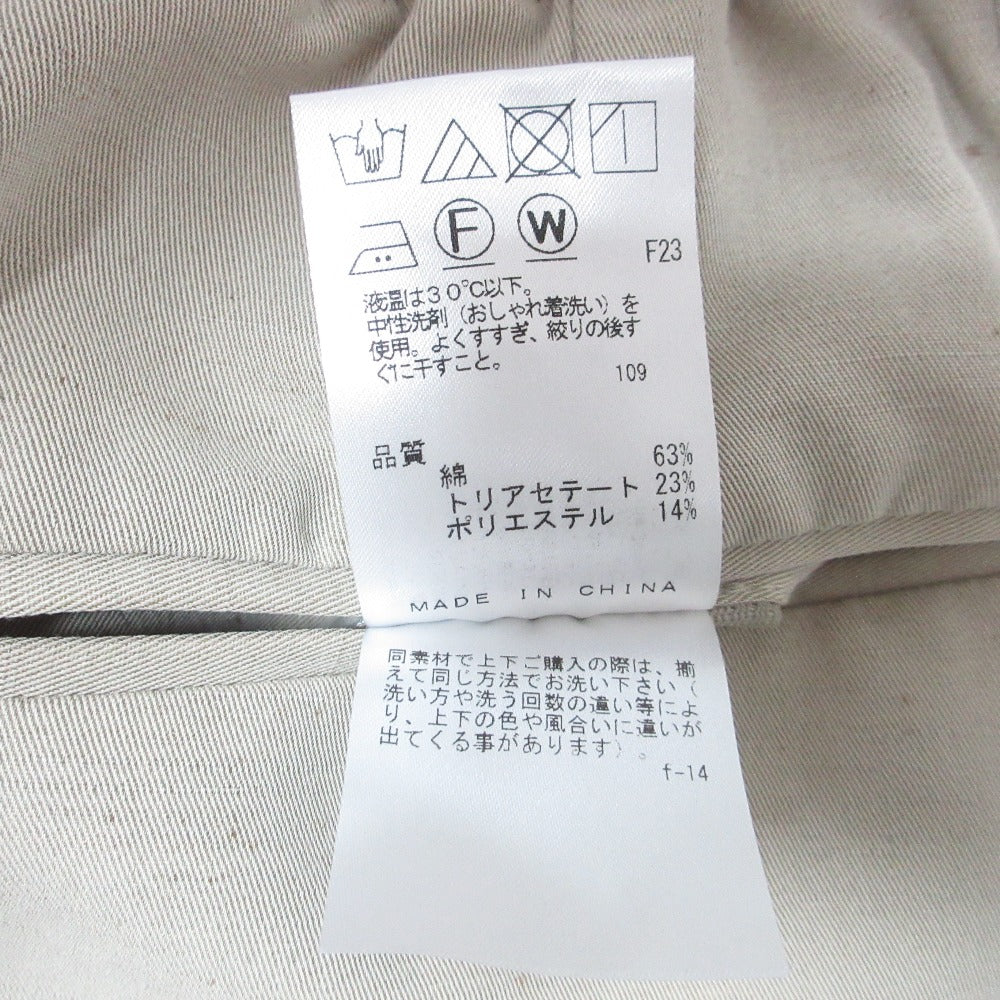 F W F23
液温は３０℃以下。
中性洗剤（おしゃれ着洗い）を
使用。よくすすぎ、絞りの後す
ぐに干すこと。
109
品質
綿 63%
トリアセテート 23%
ポリエステル 14%
MADE IN CHINA
同素材で上下ご購入の際は、揃
えて同じ方法でお洗い下さい（
洗い方や洗う回数の違い等によ
り、上下の色や風合いに違いが
出てくる事があります）。
f-14